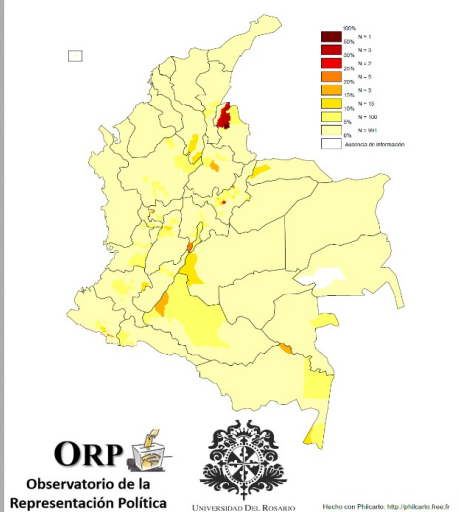 100%
N = 1
50%
N = 3
30%
N = 2
25%
N = 5
20%
N = 3
15%
N = 15
10%
N = 100
5%
N = 991
0%
Ausencia de información
ORP
Observatorio de la
Representación Política
UNIVERSIDAD DEL ROSARIO
Hecho con Philcarto: http://philcarto.free.fr